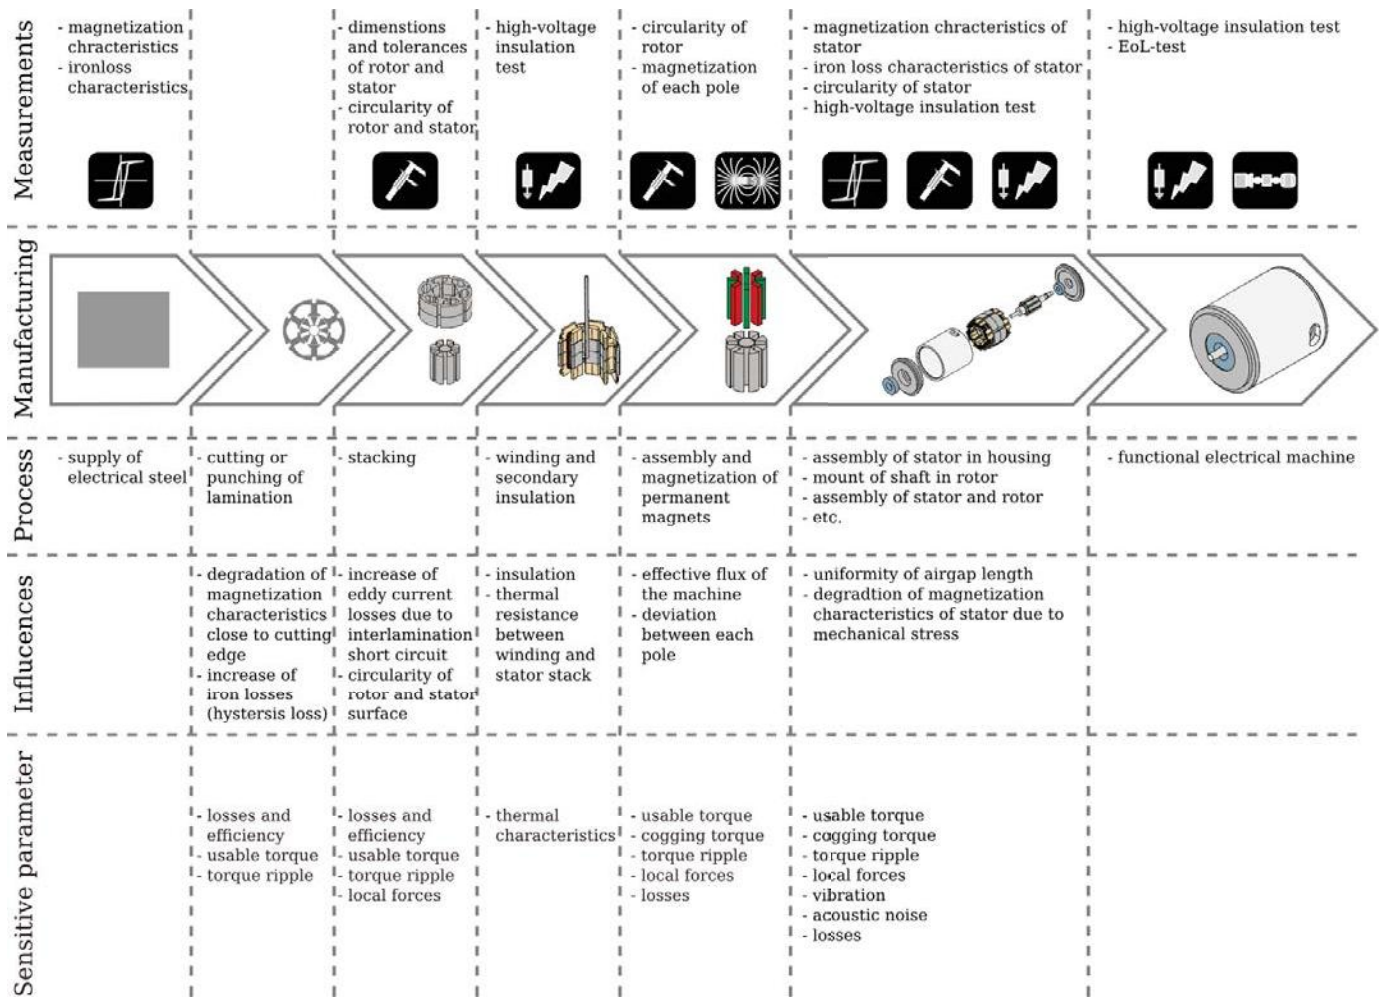 Measurements
- magnetization
chracteristics
- ironloss
characteristics
- dimenstions
and tolerances
of rotor and
stator
- circularity of
rotor and stator
- high-voltage
insulation
test
- circularity of
rotor
- magnetization
of each pole
- magnetization chracteristics of
stator
- iron loss characteristics of stator
- circularity of stator
- high-voltage insulation test
- high-voltage insulation test
- EoL-test
Manufacturing
Process
- supply of
electrical steel
- cutting or
punching of
lamination
- stacking
- winding and
secondary
insulation
- assembly and
magnetization of
permanent
magnets
- assembly of stator in housing
- mount of shaft in rotor
- assembly of stator and rotor
- etc.
- functional electrical machine
Influcences
- degradation of
magnetization
characteristics
close to cutting
edge
- increase of
iron losses
(hystersis loss)
- increase of
eddy current
losses due to
interlamination
short circuit
- circularity of
rotor and stator
surface
- insulation
- thermal
resistance
between
winding and
stator stack
- effective flux of
the machine
- deviation
between each
pole
- uniformity of airgap length
- degradtion of magnetization
characteristics of stator due to
mechanical stress
Sensitive parameter
- losses and
efficiency
- usable torque
- torque ripple
- losses and
efficiency
- usable torque
- torque ripple
- local forces
- thermal
characteristics
- usable torque
- cogging torque
- torque ripple
- local forces
- losses
- usable torque
- cogging torque
- torque ripple
- local forces
- vibration
- acoustic noise
- losses